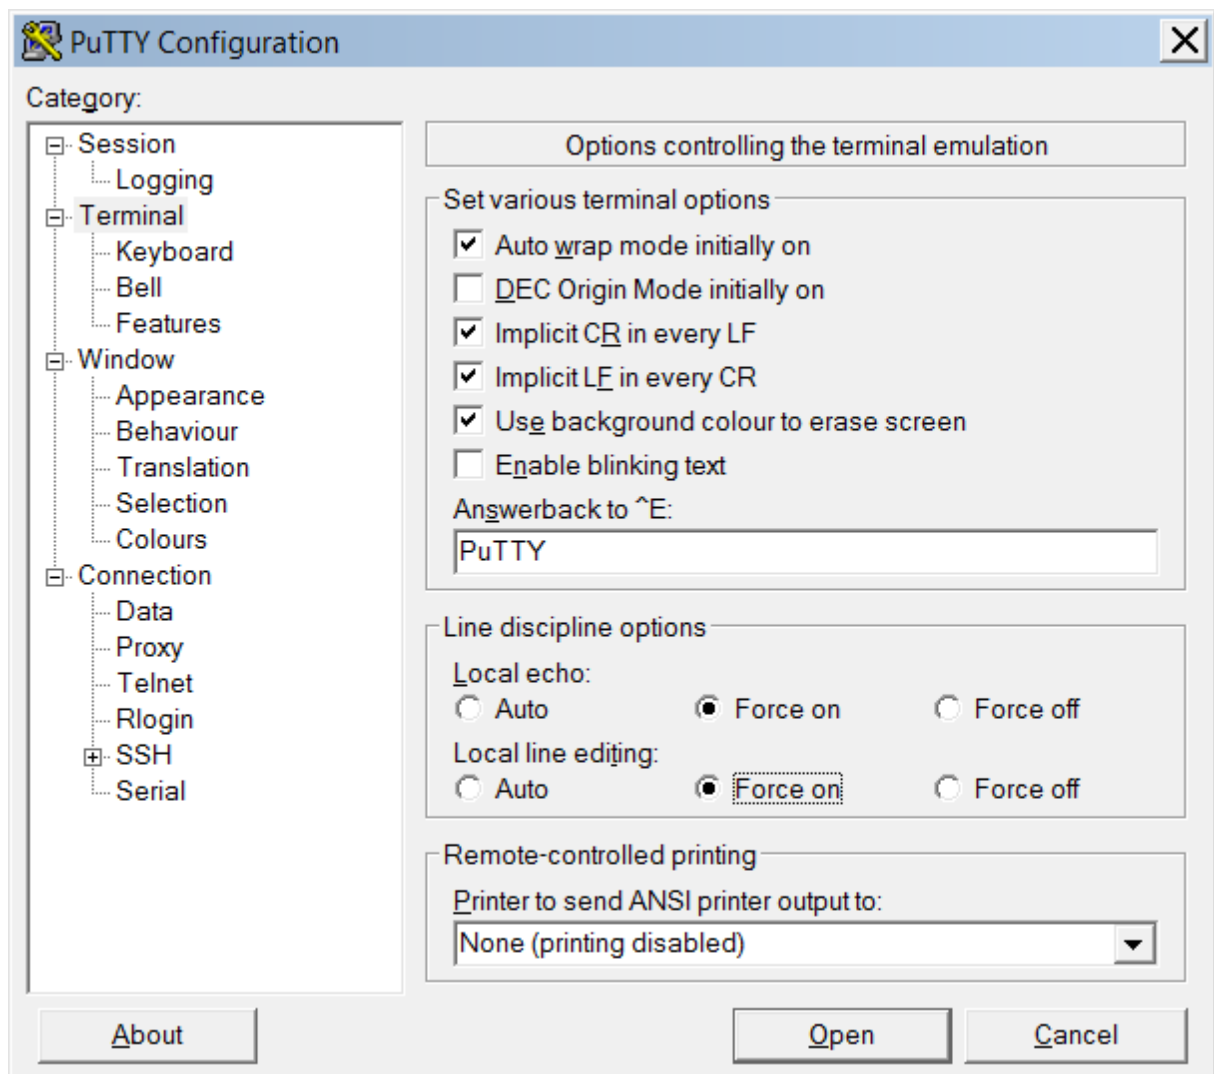 PuTTY Configuration
Category:
Session
Logging
Terminal
Keyboard
Bell
Features
Window
Appearance
Behaviour
Translation
Selection
Colours
Connection
Data
Proxy
Telnet
Rlogin
SSH
Serial
Options controlling the terminal emulation
Set various terminal options
Auto wrap mode initially on
DEC Origin Mode initially on
Implicit CR in every LF
Implicit LF in every CR
Use background colour to erase screen
Enable blinking text
Answerback to ^E:
PuTTY
Line discipline options
Local echo:
Auto Force on Force off
Local line editing:
Auto Force on Force off
Remote-controlled printing
Printer to send ANSI printer output to:
None (printing disabled)
About Open Cancel